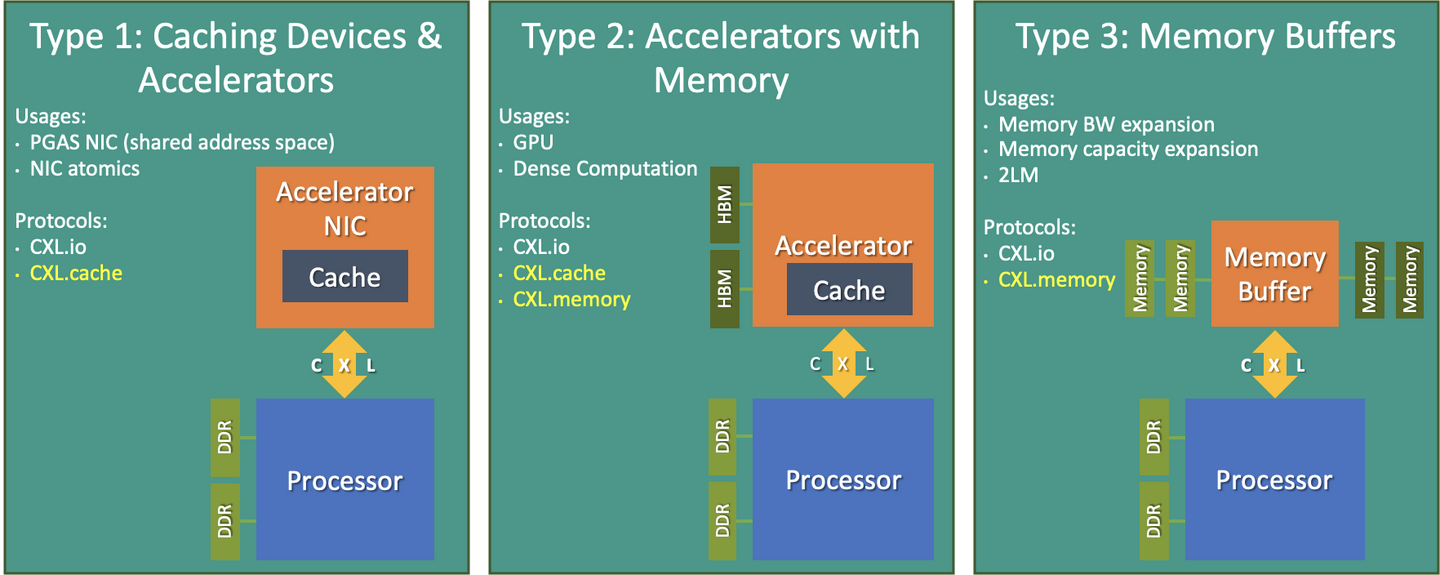 Type 1: Caching Devices &
Accelerators
Usages:
• PGAS NIC (shared address space)
• NIC atomics
Protocols:
• CXL.io
• CXL.cache
Accelerator
NIC
Cache
C X L
DDR
DDR
Processor
Type 2: Accelerators with
Memory
Usages:
• GPU
• Dense Computation
Protocols:
• CXL.io
• CXL.cache
• CXL.memory
HBM
HBM
Accelerator
Cache
C X L
DDR
DDR
Processor
Type 3: Memory Buffers
Usages:
• Memory BW expansion
• Memory capacity expansion
• 2LM
Protocols:
• CXL.io
• CXL.memory
Memory
Memory
Memory
Buffer
Memory
Memory
C X L
DDR
DDR
Processor